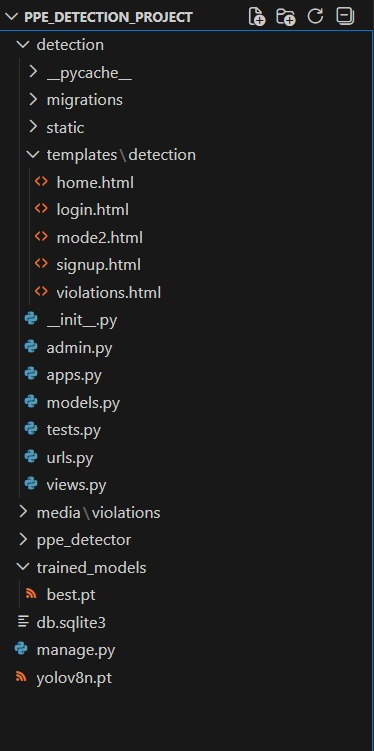 PPE_DETECTION_PROJECT
detection
__pycache__
migrations
static
templates\detection
home.html
login.html
mode2.html
signup.html
violations.html
__init__.py
admin.py
apps.py
models.py
tests.py
urls.py
views.py
media\violations
ppe_detector
trained_models
best.pt
db.sqlite3
manage.py
yolov8n.pt